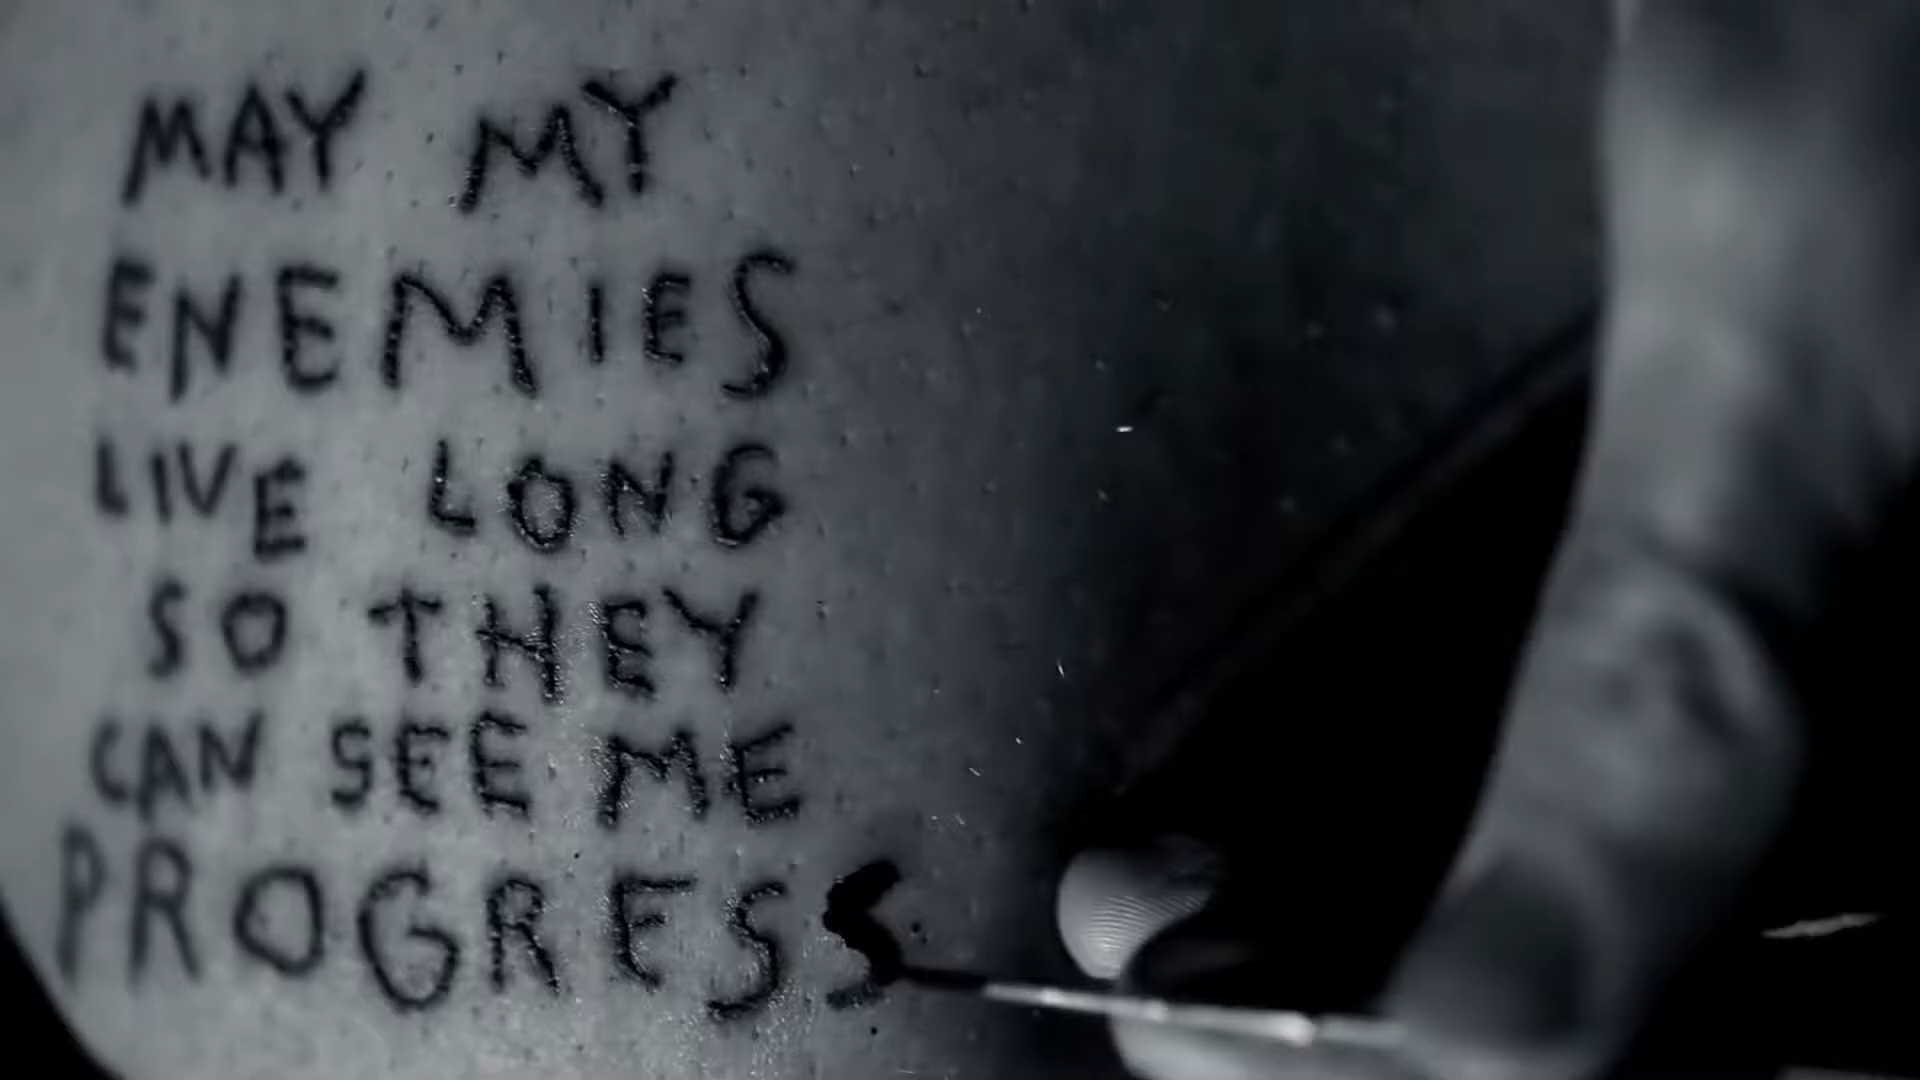 MAY MY
ENEMIES
LIVE LONG
SO THEY
CAN SEE ME
PROGRESS